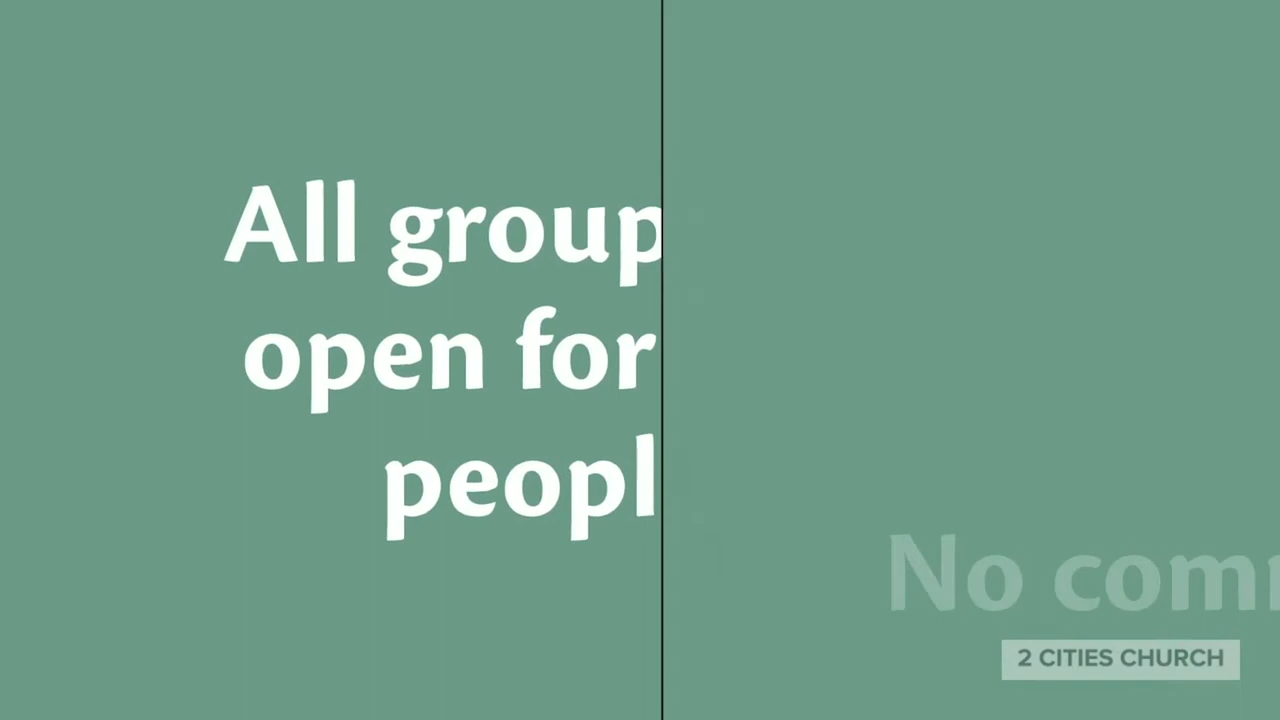 All group
open for
peopl
No com
2 CITIES CHURCH